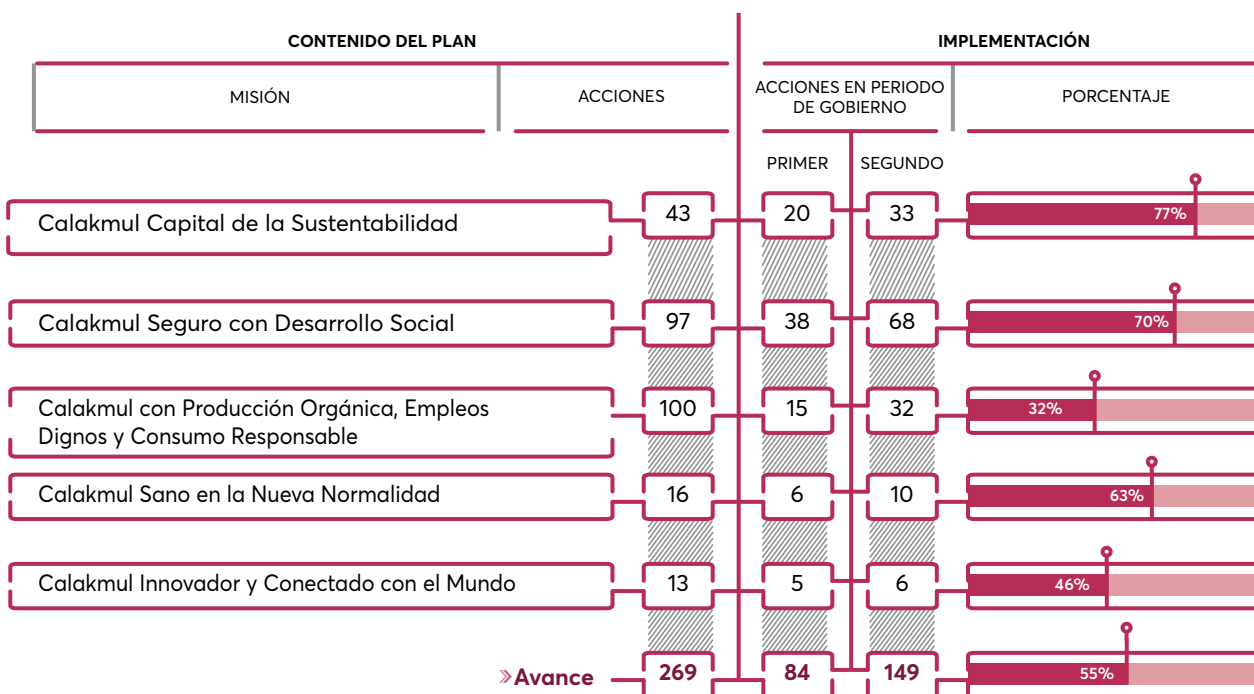 CONTENIDO DEL PLAN
IMPLEMENTACIÓN
MISIÓN
ACCIONES
ACCIONES EN PERIODO
DE GOBIERNO
PORCENTAJE
PRIMER
SEGUNDO
Calakmul Capital de la Sustentabilidad 43 20 33 77%
Calakmul Seguro con Desarrollo Social 97 38 68 70%
Calakmul con Producción Orgánica, Empleos
Dignos y Consumo Responsable 100 15 32 32%
Calakmul Sano en la Nueva Normalidad 16 6 10 63%
Calakmul Innovador y Conectado con el Mundo 13 5 6 46%
»Avance 269 84 149 55%